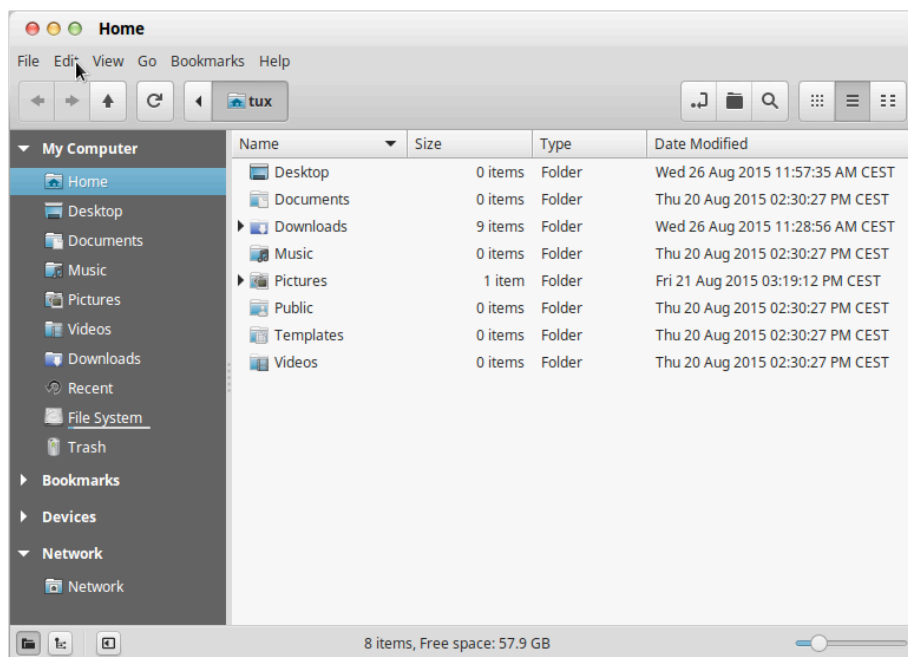 Home
File Edit View Go Bookmarks Help
tux
My Computer
Home
Desktop
Documents
Music
Pictures
Videos
Downloads
Recent
File System
Trash
Bookmarks
Devices
Network
Network
Name Size Type Date Modified
Desktop 0 items Folder Wed 26 Aug 2015 11:57:35 AM CEST
Documents 0 items Folder Thu 20 Aug 2015 02:30:27 PM CEST
Downloads 9 items Folder Wed 26 Aug 2015 11:28:56 AM CEST
Music 0 items Folder Thu 20 Aug 2015 02:30:27 PM CEST
Pictures 1 item Folder Fri 21 Aug 2015 03:19:12 PM CEST
Public 0 items Folder Thu 20 Aug 2015 02:30:27 PM CEST
Templates 0 items Folder Thu 20 Aug 2015 02:30:27 PM CEST
Videos 0 items Folder Thu 20 Aug 2015 02:30:27 PM CEST
8 items, Free space: 57.9 GB